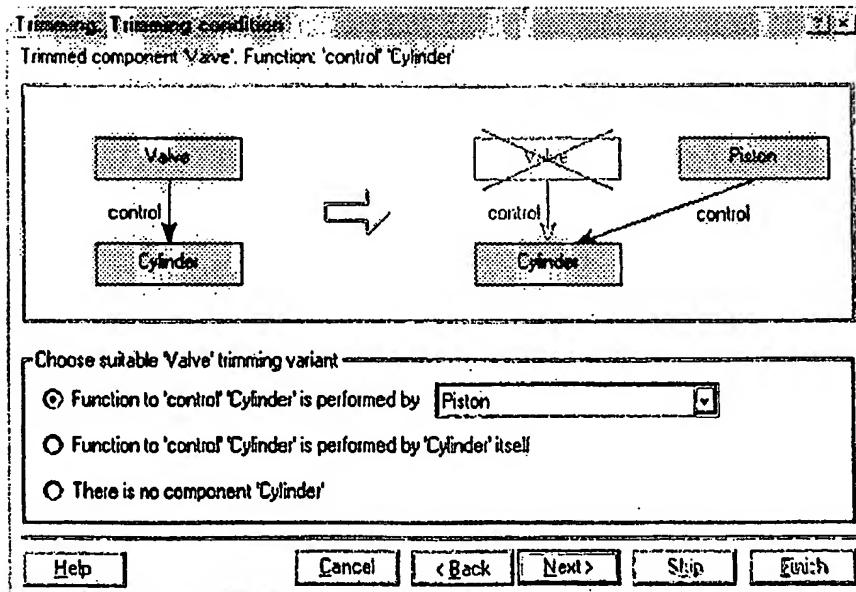 Trimming. Trimming condition
Trimmed component 'Valve'. Function: 'control' 'Cylinder'
Valve
Valve
Piston
control
control
control
Cylinder
Cylinder
Choose suitable 'Valve' trimming variant
Function to 'control' 'Cylinder' is performed by
Piston
Function to 'control' 'Cylinder' is performed by 'Cylinder' itself
There is no component 'Cylinder'
Help
Cancel
< Back
Next >
Skip
Finish